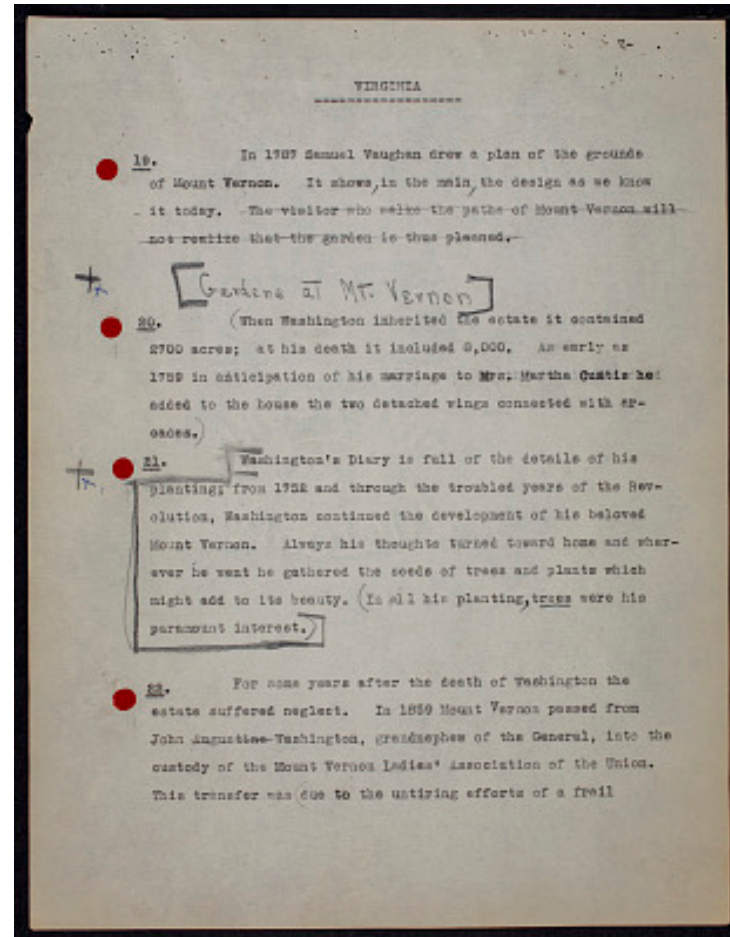 2-
VIRGINIA
19. In 1787 Samuel Vaughan drew a plan of the grounds
of Mount Vernon. It shows, in the main, the design as we know
it today. The visitor who walks the paths of Mount Vernon will
not realize that the garden is thus planned.
[Gardens at Mt. Vernon]
20. (When Washington inherited the estate it contained
2700 acres; at his death it included 8,000. As early as
1759 in anticipation of his marriage to Mrs. Martha Custis he
added to the house the two detached wings connected with ar-
cades.)
21. Washington's Diary is full of the details of his
planting; from 1752 and through the troubled years of the Rev-
olution, Washington continued the development of his beloved
Mount Vernon. Always his thoughts turned toward home and wher-
ever he went he gathered the seeds of trees and plants which
might add to its beauty. (In all his planting, trees were his
paramount interest.)
22. For some years after the death of Washington the
estate suffered neglect. In 1859 Mount Vernon passed from
John Augustine Washington, grandnephew of the General, into the
custody of the Mount Vernon Ladies' Association of the Union.
This transfer was (due to the untiring efforts of a frail